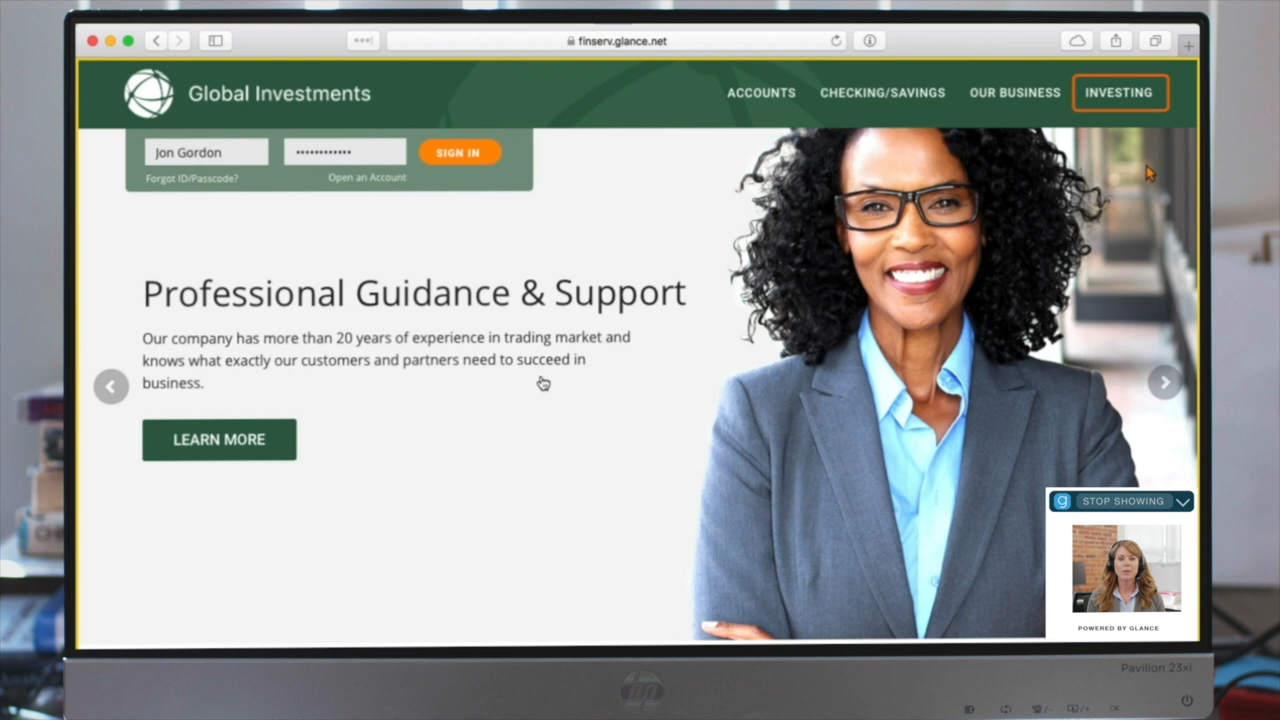 finserv.glance.net
Global Investments
ACCOUNTS
CHECKING/SAVINGS
OUR BUSINESS
INVESTING
Jon Gordon
••••••••••••
SIGN IN
Forgot ID/Passcode?
Open an Account
Professional Guidance & Support
Our company has more than 20 years of experience in trading market and
knows what exactly our customers and partners need to succeed in
business.
LEARN MORE
g STOP SHOWING
POWERED BY GLANCE
Pavilion 23xi
hp
OK